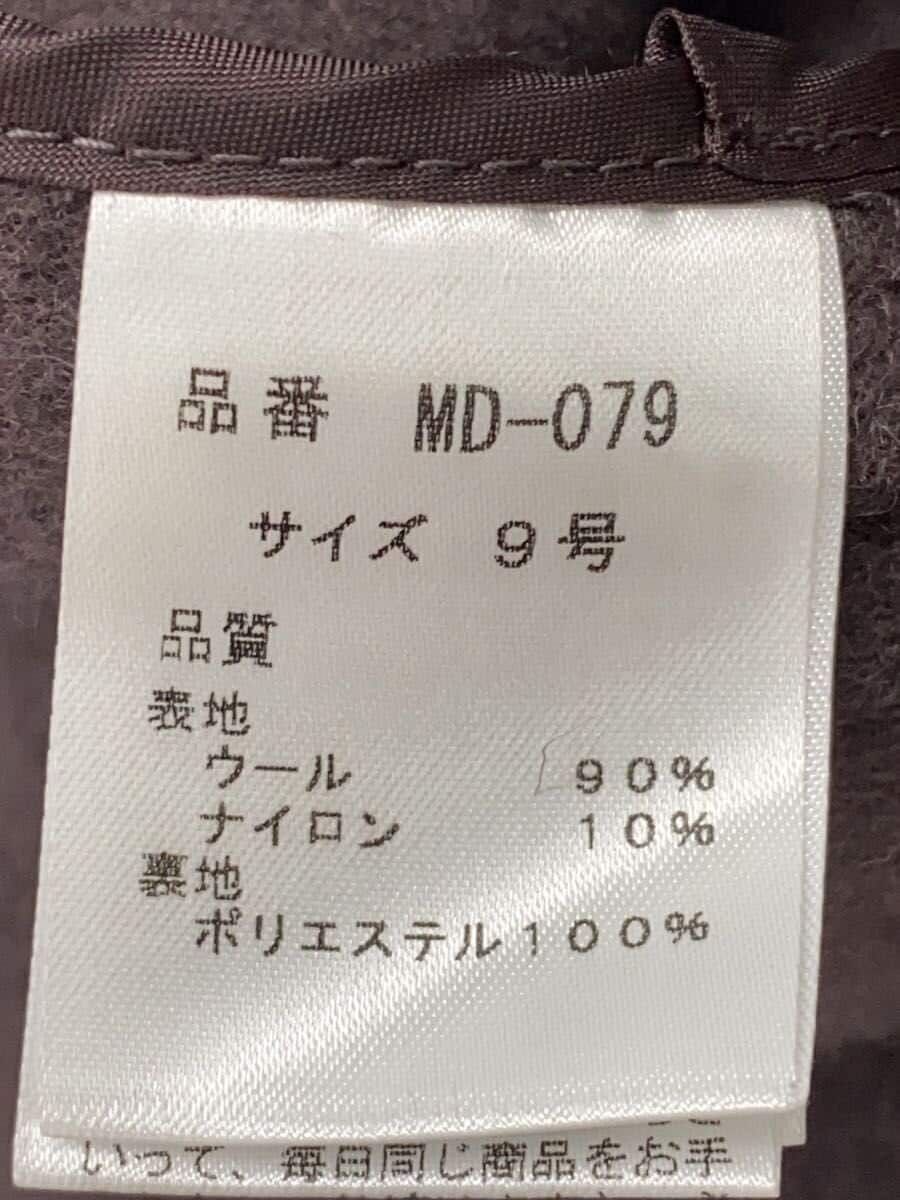 品番 MD-079
サイズ 9号
品質
表地
ウール 90%
ナイロン 10%
裏地
ポリエステル100%
いって、毎日同じ商品をお手